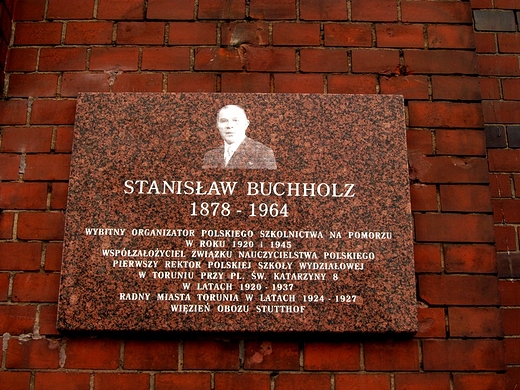 STANISŁAW BUCHHOLZ
1878 - 1964
WYBITNY ORGANIZATOR POLSKIEGO SZKOLNICTWA NA POMORZU
W ROKU 1920 i 1945
WSPÓŁZAŁOŻYCIEL ZWIĄZKU NAUCZYCIELSTWA POLSKIEGO
PIERWSZY REKTOR POLSKIEJ SZKOŁY WYDZIAŁOWEJ
W TORUNIU PRZY PL. ŚW. KATARZYNY 8
W LATACH 1920 - 1937
RADNY MIASTA TORUNIA W LATACH 1924 - 1927
WIĘZIEŃ OBOZU STUTTHOF